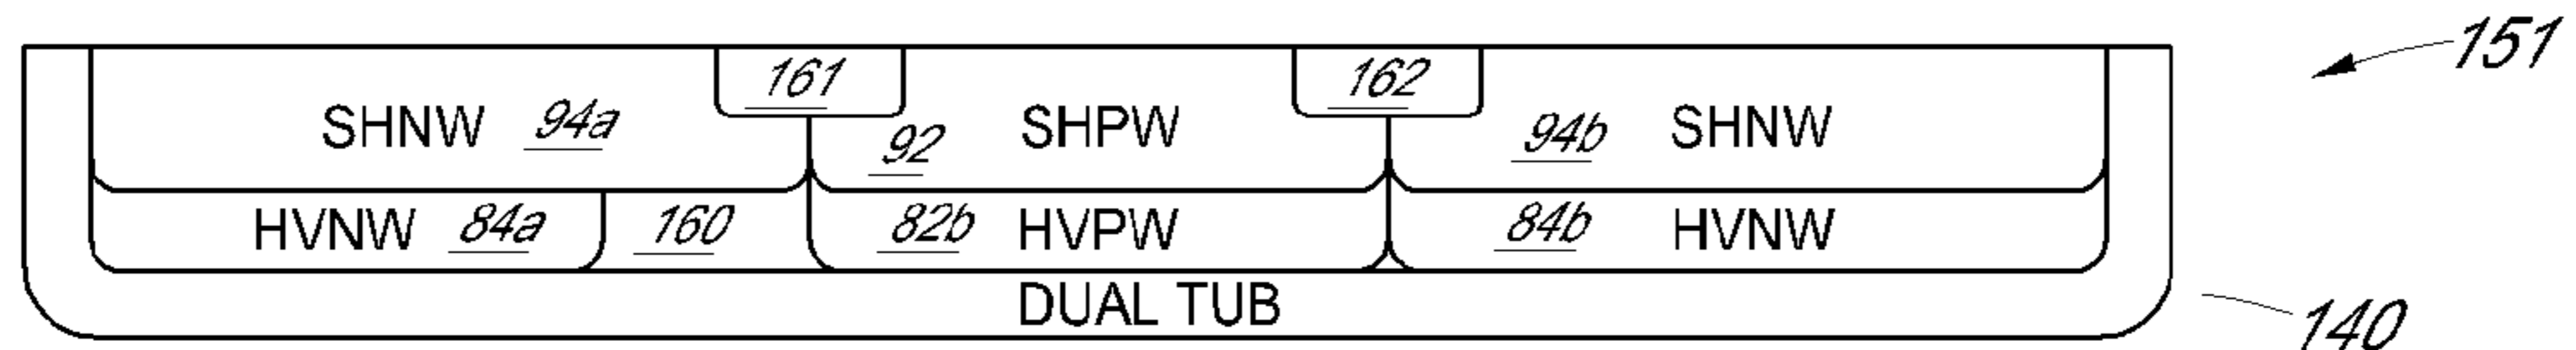 151
161 162
SHNW 94a 92 SHPW 94b SHNW
HVNW 84a 160 82b HVPW 84b HVNW
DUAL TUB
140